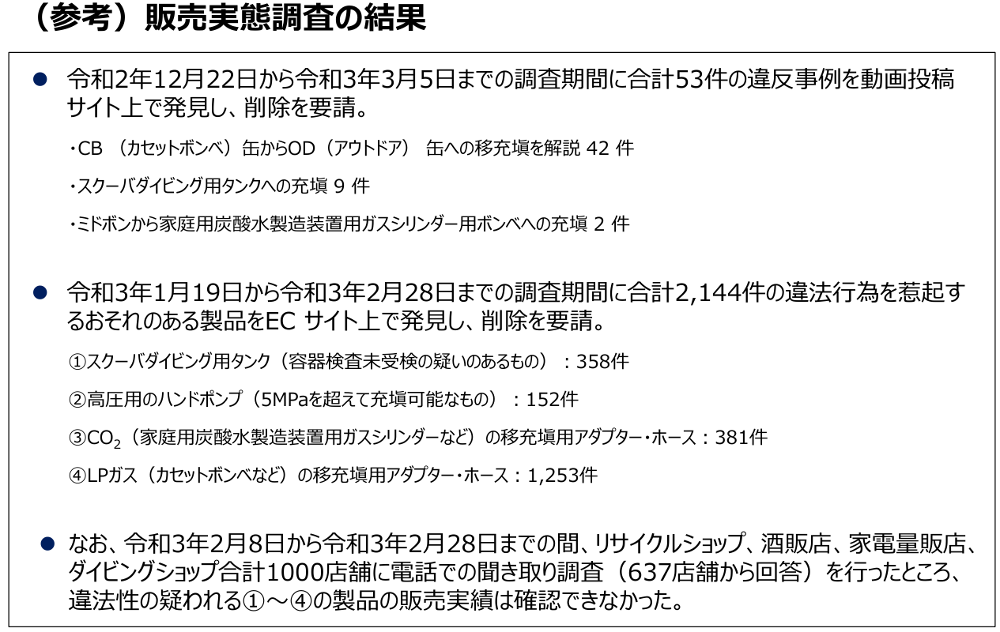 （参考）販売実態調査の結果
● 令和2年12月22日から令和3年3月5日までの調査期間に合計53件の違反事例を動画投稿
サイト上で発見し、削除を要請。
・CB （カセットボンベ）缶からOD（アウトドア） 缶への移充塡を解説 42 件
・スクーバダイビング用タンクへの充塡 9 件
・ミドボンから家庭用炭酸水製造装置用ガスシリンダー用ボンベへの充塡 2 件
● 令和3年1月19日から令和3年2月28日までの調査期間に合計2,144件の違法行為を惹起す
るおそれのある製品をEC サイト上で発見し、削除を要請。
①スクーバダイビング用タンク（容器検査未受検の疑いのあるもの）：358件
②高圧用のハンドポンプ（5MPaを超えて充塡可能なもの）：152件
③CO₂（家庭用炭酸水製造装置用ガスシリンダーなど）の移充塡用アダプター・ホース：381件
④LPガス（カセットボンベなど）の移充塡用アダプター・ホース：1,253件
● なお、令和3年2月8日から令和3年2月28日までの間、リサイクルショップ、酒販店、家電量販店、
ダイビングショップ合計1000店舗に電話での聞き取り調査（637店舗から回答）を行ったところ、
違法性の疑われる①～④の製品の販売実績は確認できなかった。